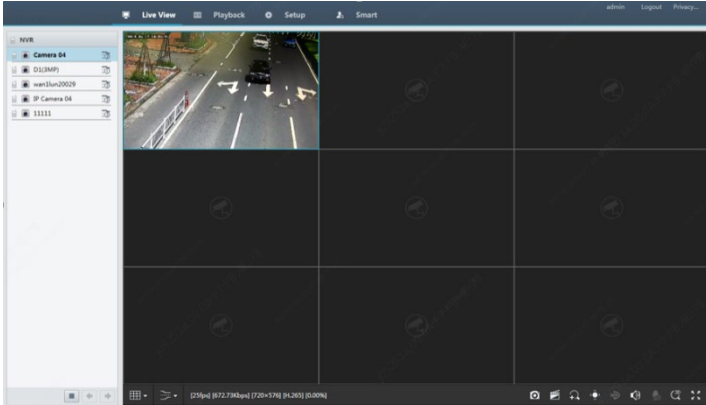 Live View Playback Setup Smart
admin Logout Privacy...
NVR
Camera 04
D1(3MP)
wan1lun20029
IP Camera 04
11111
[25fps] [672.73Kbps] [720×576] [H.265] [0.00%]